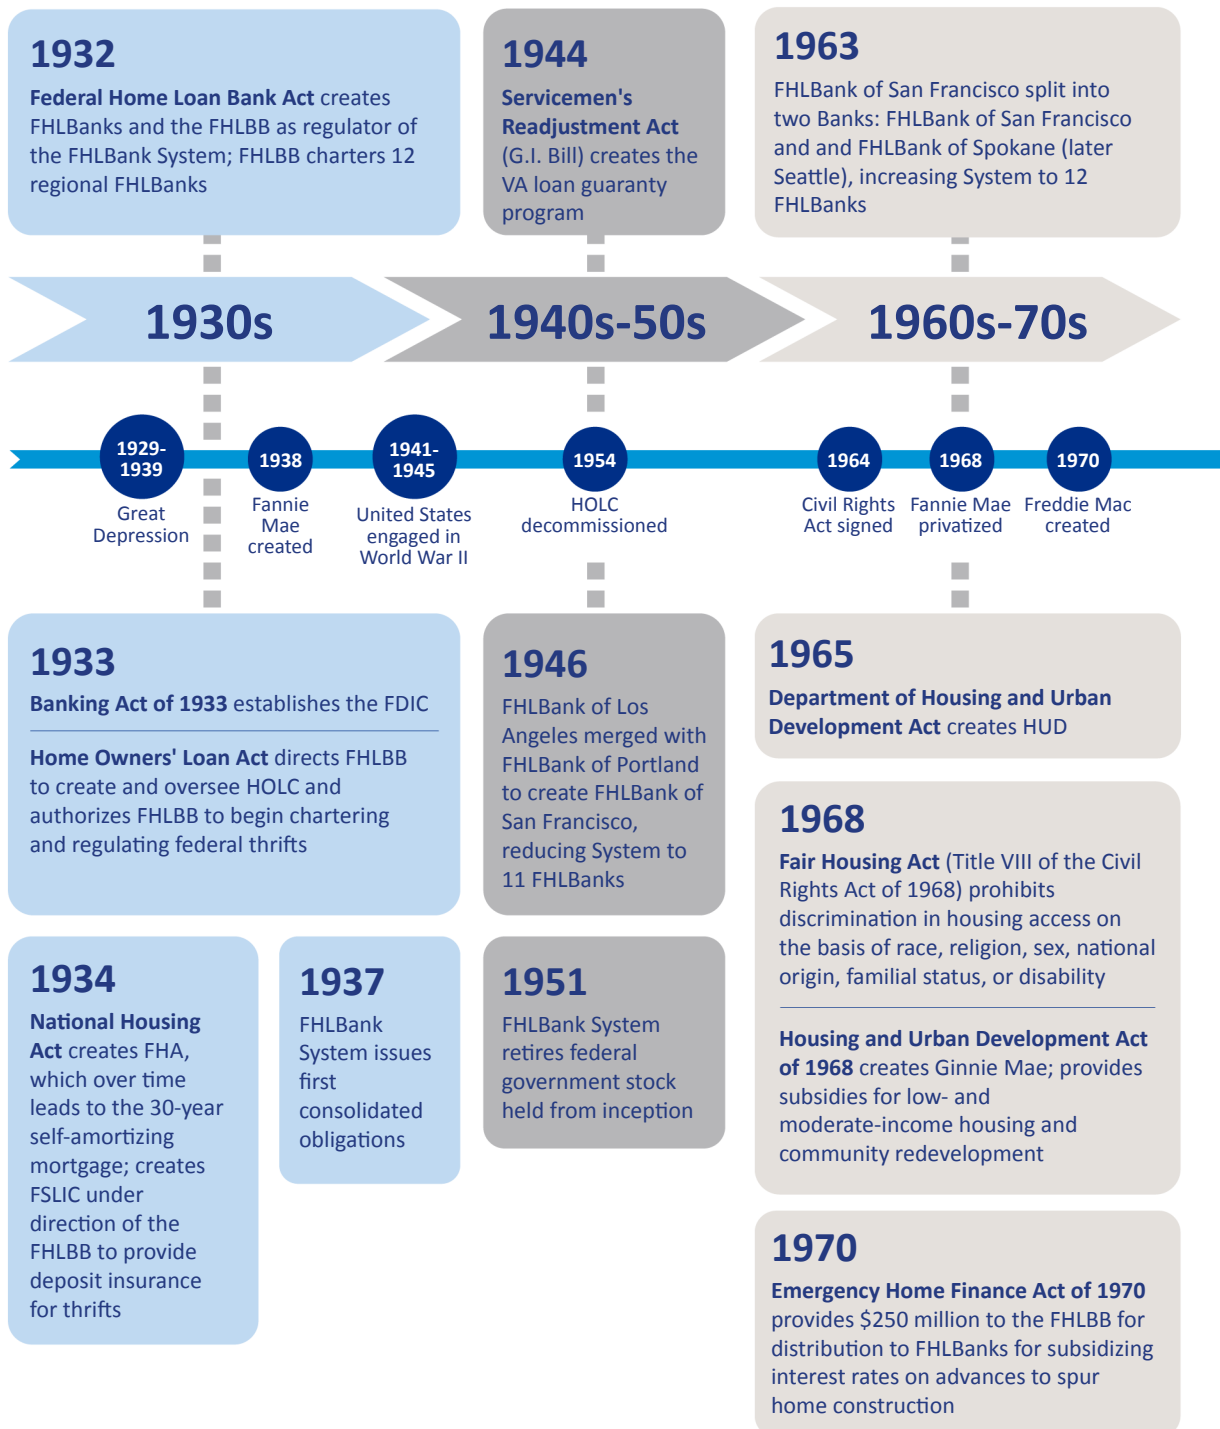 1932
Federal Home Loan Bank Act creates
FHLBanks and the FHLBB as regulator of
the FHLBank System; FHLBB charters 12
regional FHLBanks
1944
Servicemen's
Readjustment Act
(G.I. Bill) creates the
VA loan guaranty
program
1963
FHLBank of San Francisco split into
two Banks: FHLBank of San Francisco
and and FHLBank of Spokane (later
Seattle), increasing System to 12
FHLBanks
1930s
1940s-50s
1960s-70s
1929-
1939
Great
Depression
1938
Fannie
Mae
created
1941-
1945
United States
engaged in
World War II
1954
HOLC
decommissioned
1964
Civil Rights
Act signed
1968
Fannie Mae
privatized
1970
Freddie Mac
created
1933
Banking Act of 1933 establishes the FDIC
Home Owners' Loan Act directs FHLBB
to create and oversee HOLC and
authorizes FHLBB to begin chartering
and regulating federal thrifts
1934
National Housing
Act creates FHA,
which over time
leads to the 30-year
self-amortizing
mortgage; creates
FSLIC under
direction of the
FHLBB to provide
deposit insurance
for thrifts
1937
FHLBank
System issues
first
consolidated
obligations
1946
FHLBank of Los
Angeles merged with
FHLBank of Portland
to create FHLBank of
San Francisco,
reducing System to
11 FHLBanks
1951
FHLBank System
retires federal
government stock
held from inception
1965
Department of Housing and Urban
Development Act creates HUD
1968
Fair Housing Act (Title VIII of the Civil
Rights Act of 1968) prohibits
discrimination in housing access on
the basis of race, religion, sex, national
origin, familial status, or disability
Housing and Urban Development Act
of 1968 creates Ginnie Mae; provides
subsidies for low- and
moderate-income housing and
community redevelopment
1970
Emergency Home Finance Act of 1970
provides $250 million to the FHLBB for
distribution to FHLBanks for subsidizing
interest rates on advances to spur
home construction